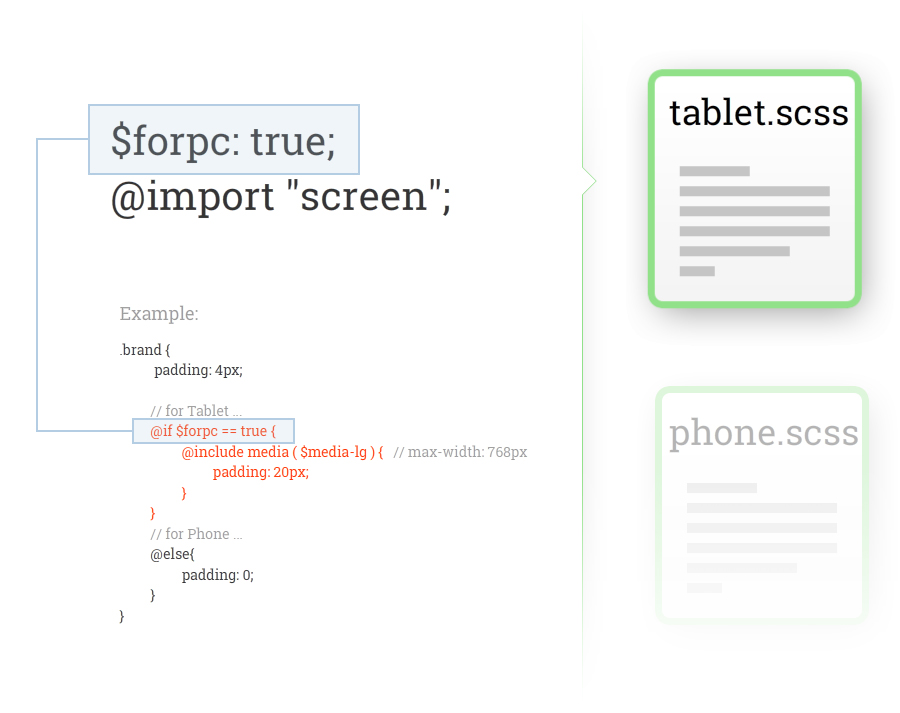 $forpc: true;
@import "screen";
tablet.scss
Example:
.brand {
padding: 4px;
// for Tablet ...
@if $forpc == true {
@include media ( $media-lg ) { // max-width: 768px
padding: 20px;
}
}
// for Phone ...
@else{
padding: 0;
}
}
phone.scss